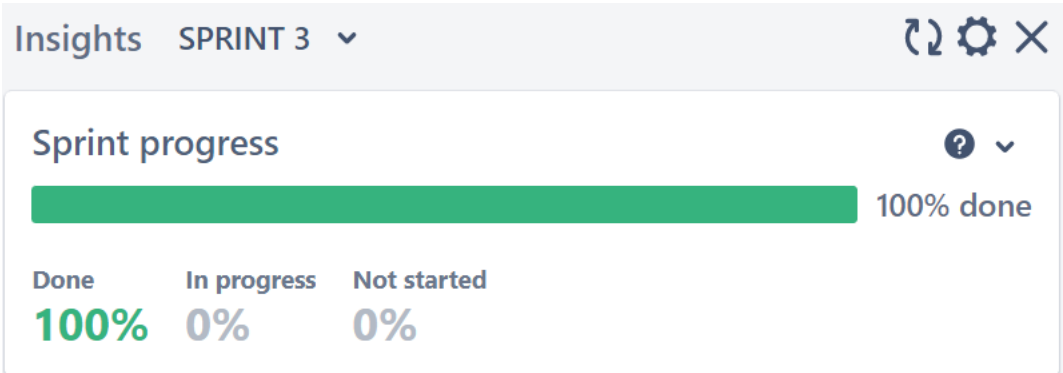 Insights SPRINT 3
Sprint progress
100% done
Done In progress Not started
100% 0% 0%